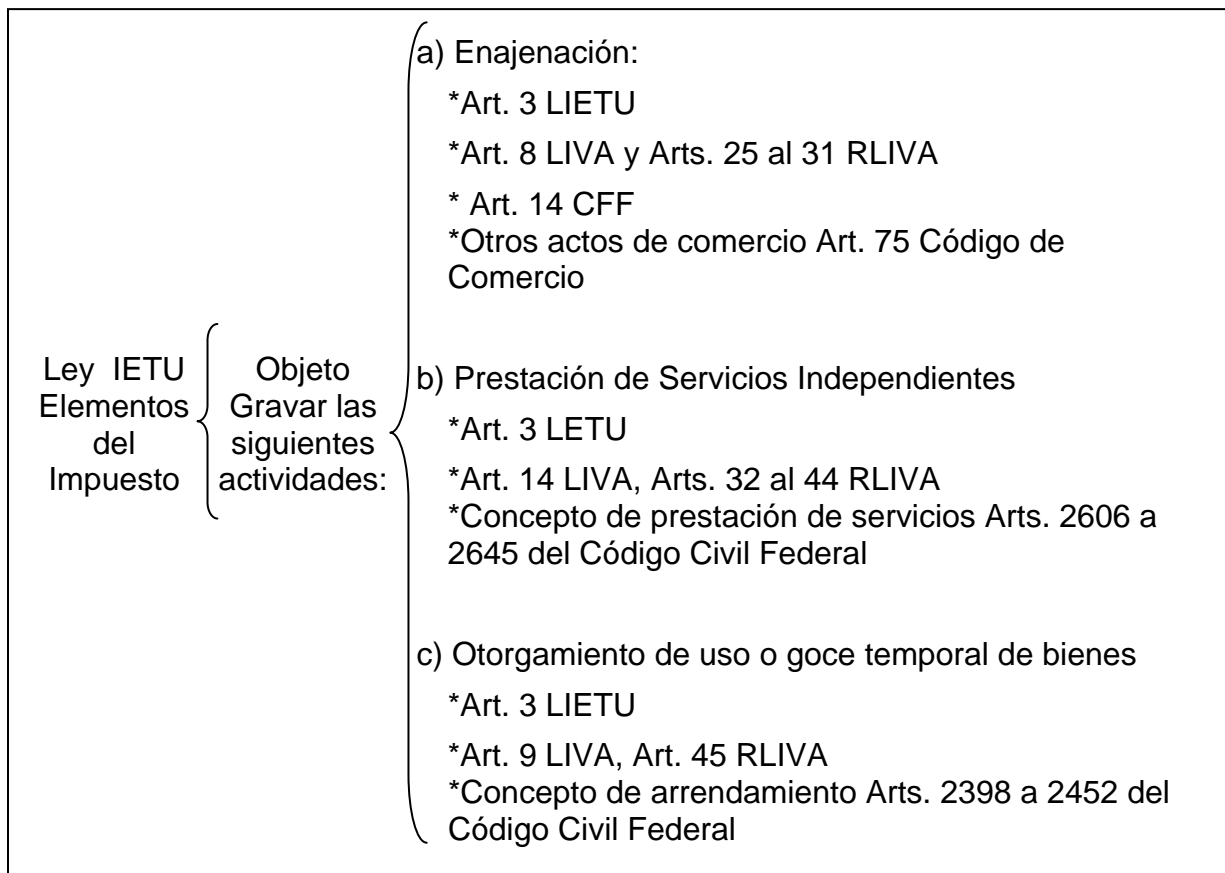 Ley IETU
Elementos
del
Impuesto
Objeto
Gravar las
siguientes
actividades:
a) Enajenación:
*Art. 3 LIETU
*Art. 8 LIVA y Arts. 25 al 31 RLIVA
* Art. 14 CFF
*Otros actos de comercio Art. 75 Código de
Comercio
b) Prestación de Servicios Independientes
*Art. 3 LETU
*Art. 14 LIVA, Arts. 32 al 44 RLIVA
*Concepto de prestación de servicios Arts. 2606 a
2645 del Código Civil Federal
c) Otorgamiento de uso o goce temporal de bienes
*Art. 3 LIETU
*Art. 9 LIVA, Art. 45 RLIVA
*Concepto de arrendamiento Arts. 2398 a 2452 del
Código Civil Federal